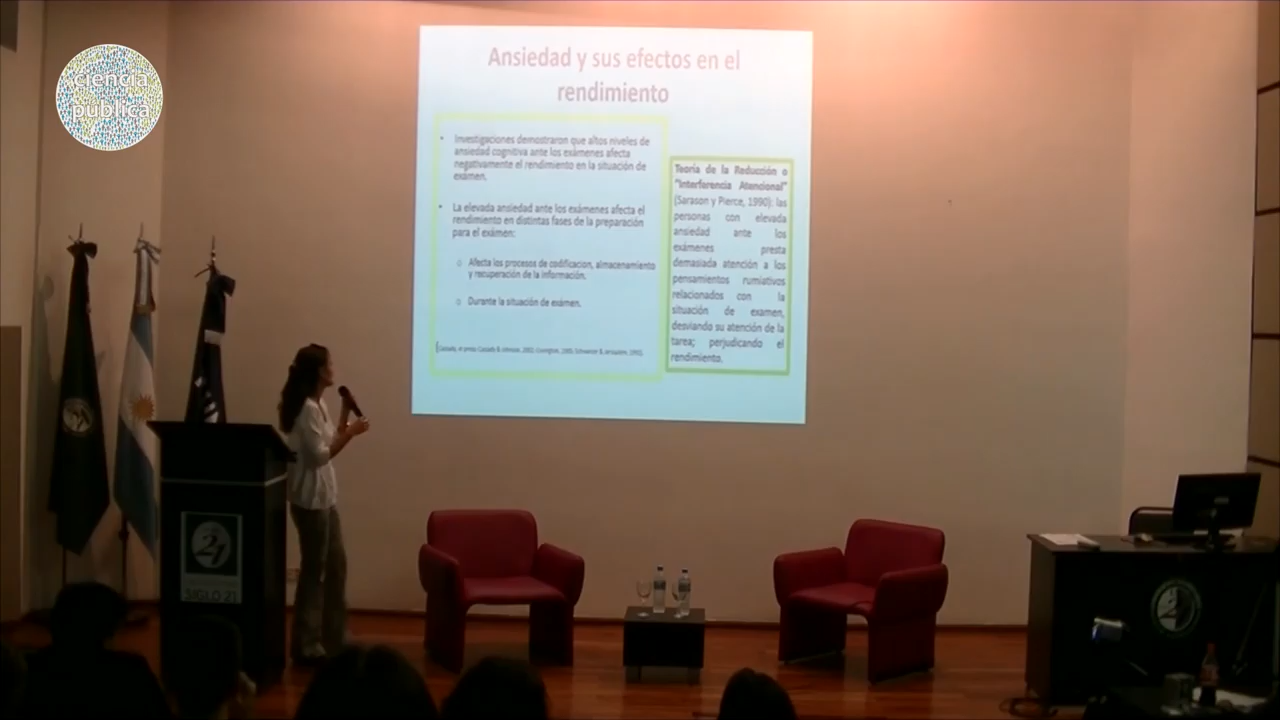 ciencia
pública
Ansiedad y sus efectos en el
rendimiento
• Investigaciones demostraron que altos niveles de
ansiedad cognitiva ante los exámenes afecta
negativamente el rendimiento en la situación de
exámen.
• La elevada ansiedad ante los exámenes afecta el
rendimiento en distintas fases de la preparación
para el exámen:
o Afecta los procesos de codificacion, almacenamiento
y recuperación de la información.
o Durante la situación de exámen.
Teoría de la Reducción o
"Interferencia Atencional"
(Sarason y Pierce, 1990): las
personas con elevada
ansiedad ante los
exámenes presta
demasiada atención a los
pensamientos rumiativos
relacionados con la
situación de examen,
desviando su atención de la
tarea; perjudicando el
rendimiento.
21
SIGLO 21